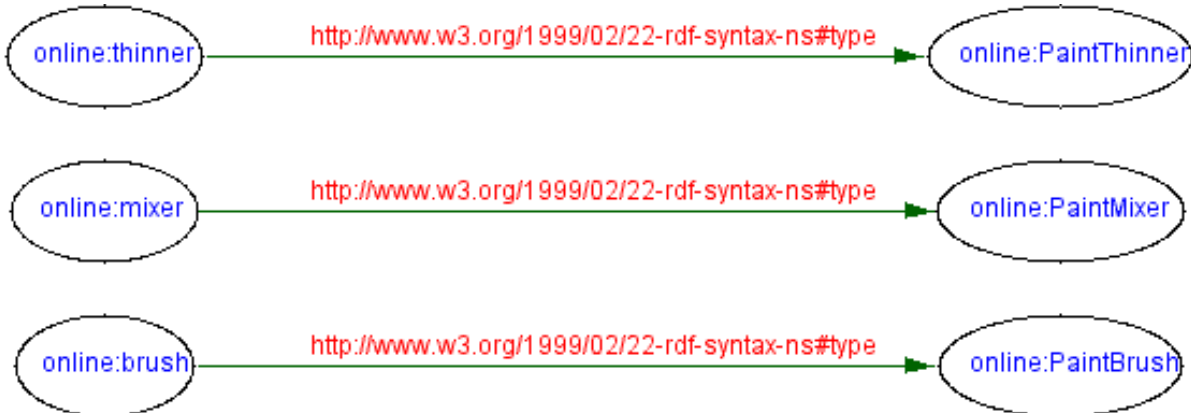 online:thinner http://www.w3.org/1999/02/22-rdf-syntax-ns#type online:PaintThinner
online:mixer http://www.w3.org/1999/02/22-rdf-syntax-ns#type online:PaintMixer
online:brush http://www.w3.org/1999/02/22-rdf-syntax-ns#type online:PaintBrush